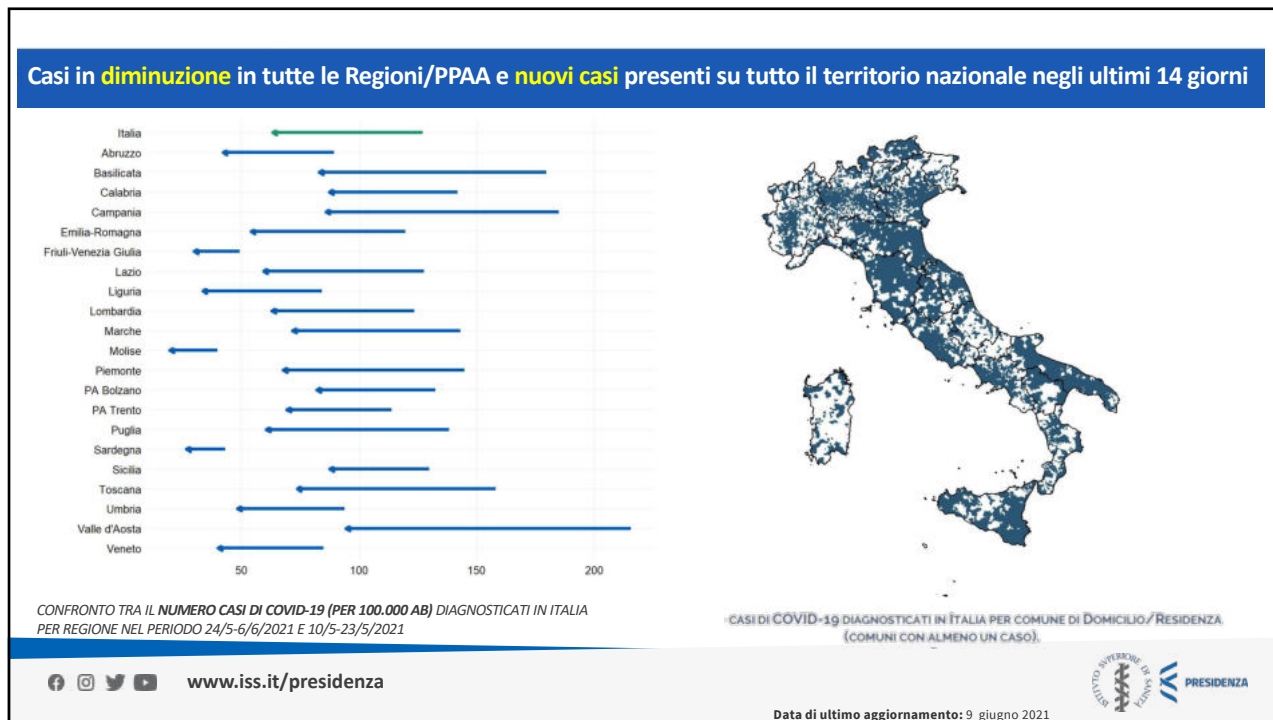 Casi in diminuzione in tutte le Regioni/PPAA e nuovi casi presenti su tutto il territorio nazionale negli ultimi 14 giorni
Italia
Abruzzo
Basilicata
Calabria
Campania
Emilia-Romagna
Friuli-Venezia Giulia
Lazio
Liguria
Lombardia
Marche
Molise
Piemonte
PA Bolzano
PA Trento
Puglia
Sardegna
Sicilia
Toscana
Umbria
Valle d'Aosta
Veneto
50 100 150 200
CONFRONTO TRA IL NUMERO CASI DI COVID-19 (PER 100.000 AB) DIAGNOSTICATI IN ITALIA
PER REGIONE NEL PERIODO 24/5-6/6/2021 E 10/5-23/5/2021
CASI DI COVID-19 DIAGNOSTICATI IN ITALIA PER COMUNE DI DOMICILIO/RESIDENZA
(COMUNI CON ALMENO UN CASO).
www.iss.it/presidenza
ISTITUTO SVPERIORE DI SANITÀ
PRESIDENZA
Data di ultimo aggiornamento: 9 giugno 2021